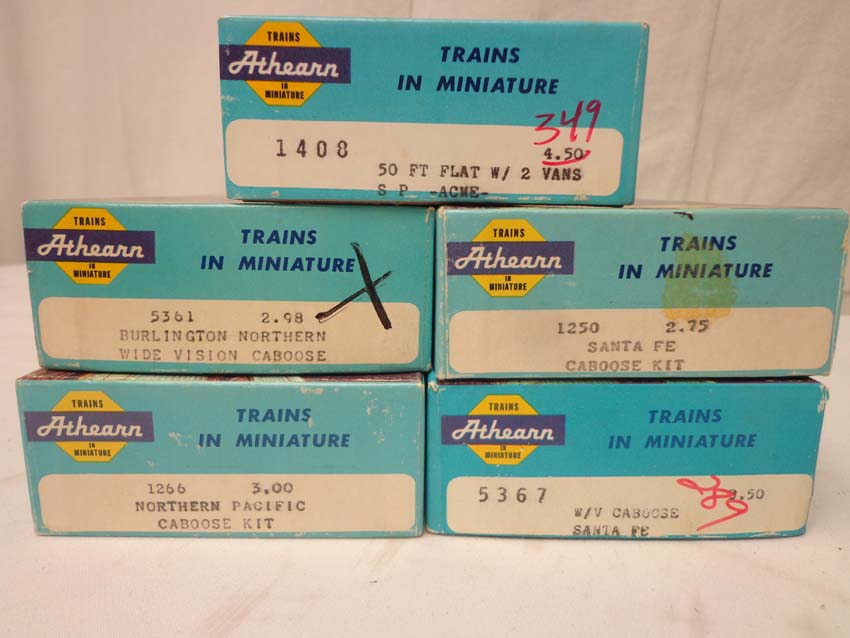 TRAINS
Athearn
IN
MINIATURE
TRAINS
IN MINIATURE
349
1408 4.50
50 FT FLAT W/ 2 VANS
S P -ACME-
TRAINS
Athearn
IN
MINIATURE
TRAINS
IN MINIATURE
X
5361 2.98
BURLINGTON NORTHERN
WIDE VISION CABOOSE
TRAINS
Athearn
IN
MINIATURE
TRAINS
IN MINIATURE
1250 2.75
SANTA FE
CABOOSE KIT
TRAINS
Athearn
IN
MINIATURE
TRAINS
IN MINIATURE
1266 3.00
NORTHERN PACIFIC
CABOOSE KIT
TRAINS
Athearn
IN
MINIATURE
TRAINS
IN MINIATURE
289
5367 3.50
W/V CABOOSE
SANTA FE